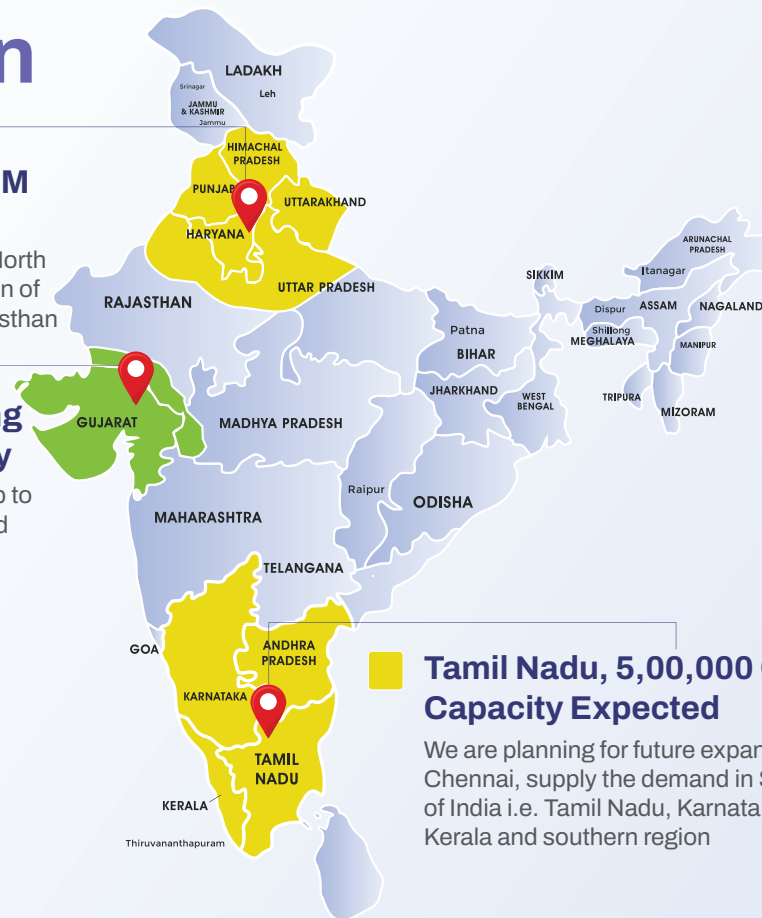 n
LADAKH
Srinagar
Leh
JAMMU
& KASHMIR
Jammu
HIMACHAL
PRADESH
M
PUNJAB
UTTARAKHAND
HARYANA
North
n of
sthan
UTTAR PRADESH
RAJASTHAN
SIKKIM
ARUNACHAL
PRADESH
Itanagar
Dispur
ASSAM
NAGALAND
Shillong
MEGHALAYA
MANIPUR
TRIPURA
MIZORAM
Patna
BIHAR
JHARKHAND
WEST
BENGAL
g
y
to
d
GUJARAT
MADHYA PRADESH
Raipur
ODISHA
MAHARASHTRA
TELANGANA
GOA
ANDHRA
PRADESH
KARNATAKA
TAMIL
NADU
KERALA
Thiruvananthapuram
Tamil Nadu, 5,00,000
Capacity Expected
We are planning for future expan
Chennai, supply the demand in S
of India i.e. Tamil Nadu, Karnata
Kerala and southern region